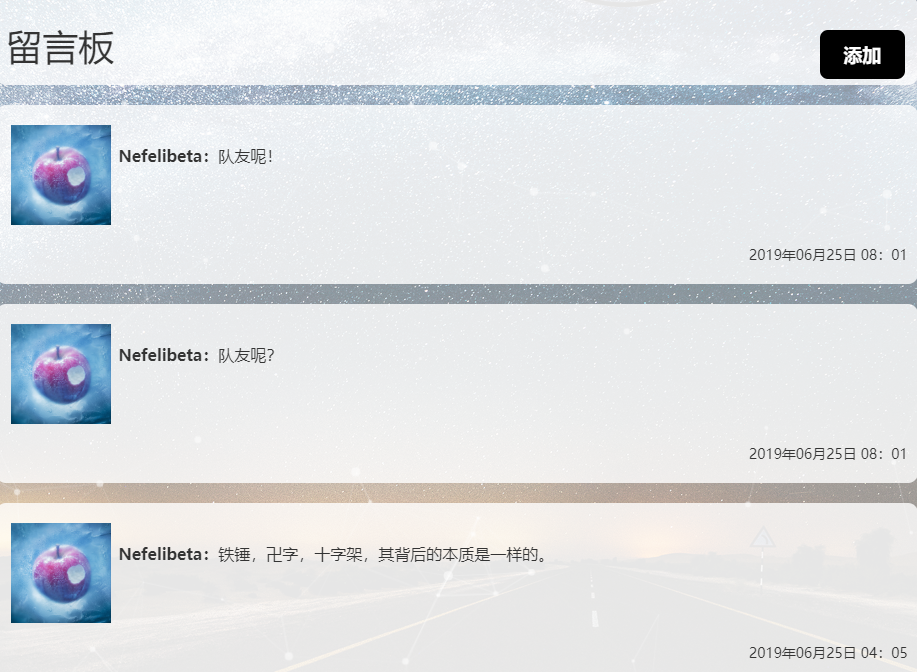 留言板
添加
Nefelibeta：队友呢！
2019年06月25日 08：01
Nefelibeta：队友呢？
2019年06月25日 08：01
Nefelibeta：铁锤，卍字，十字架，其背后的本质是一样的。
2019年06月25日 04：05